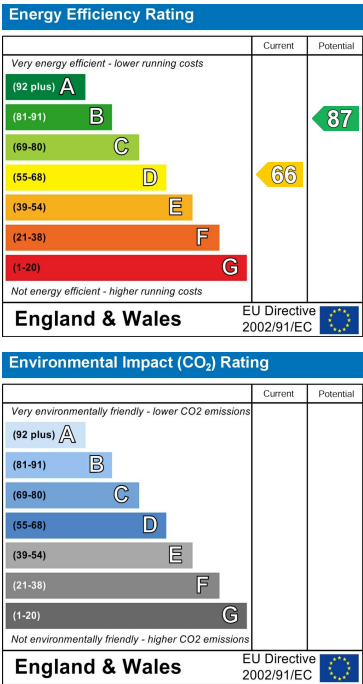 Energy Efficiency Rating
Current Potential
Very energy efficient - lower running costs
(92 plus) A
(81-91) B
87
(69-80) C
(55-68) D
66
(39-54) E
(21-38) F
(1-20) G
Not energy efficient - higher running costs
England & Wales
EU Directive
2002/91/EC
Environmental Impact (CO₂) Rating
Current Potential
Very environmentally friendly - lower CO2 emissions
(92 plus) A
(81-91) B
(69-80) C
(55-68) D
(39-54) E
(21-38) F
(1-20) G
Not environmentally friendly - higher CO2 emissions
England & Wales
EU Directive
2002/91/EC